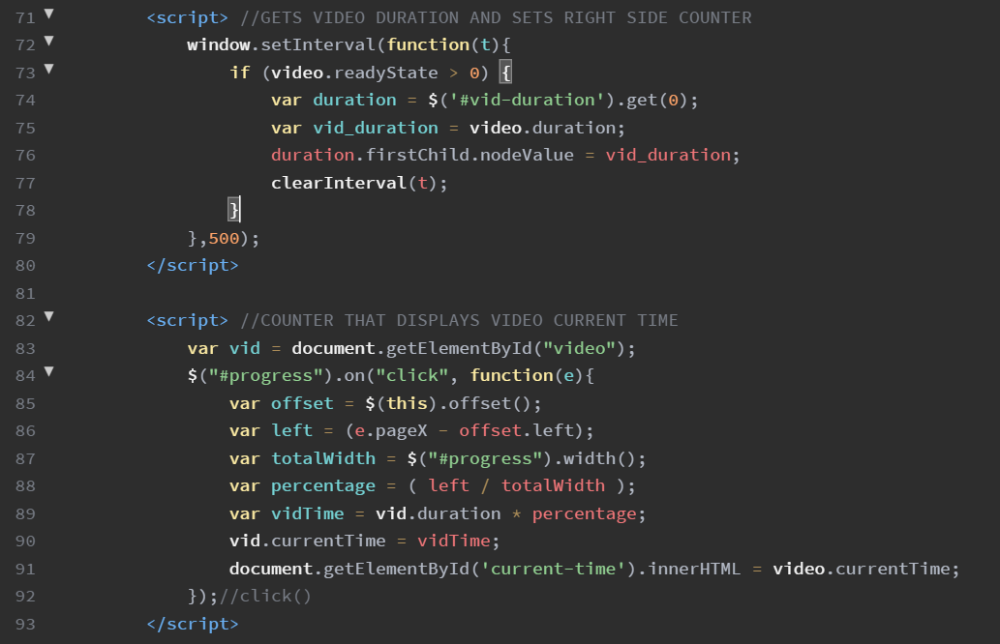 71 ▼ <script> //GETS VIDEO DURATION AND SETS RIGHT SIDE COUNTER
72 ▼ window.setInterval(function(t){
73 ▼ if (video.readyState > 0) {
74 var duration = $('#vid-duration').get(0);
75 var vid_duration = video.duration;
76 duration.firstChild.nodeValue = vid_duration;
77 clearInterval(t);
78 }
79 },500);
80 </script>
81
82 ▼ <script> //COUNTER THAT DISPLAYS VIDEO CURRENT TIME
83 var vid = document.getElementById("video");
84 ▼ $("#progress").on("click", function(e){
85 var offset = $(this).offset();
86 var left = (e.pageX - offset.left);
87 var totalWidth = $("#progress").width();
88 var percentage = ( left / totalWidth );
89 var vidTime = vid.duration * percentage;
90 vid.currentTime = vidTime;
91 document.getElementById('current-time').innerHTML = video.currentTime;
92 });//click()
93 </script>